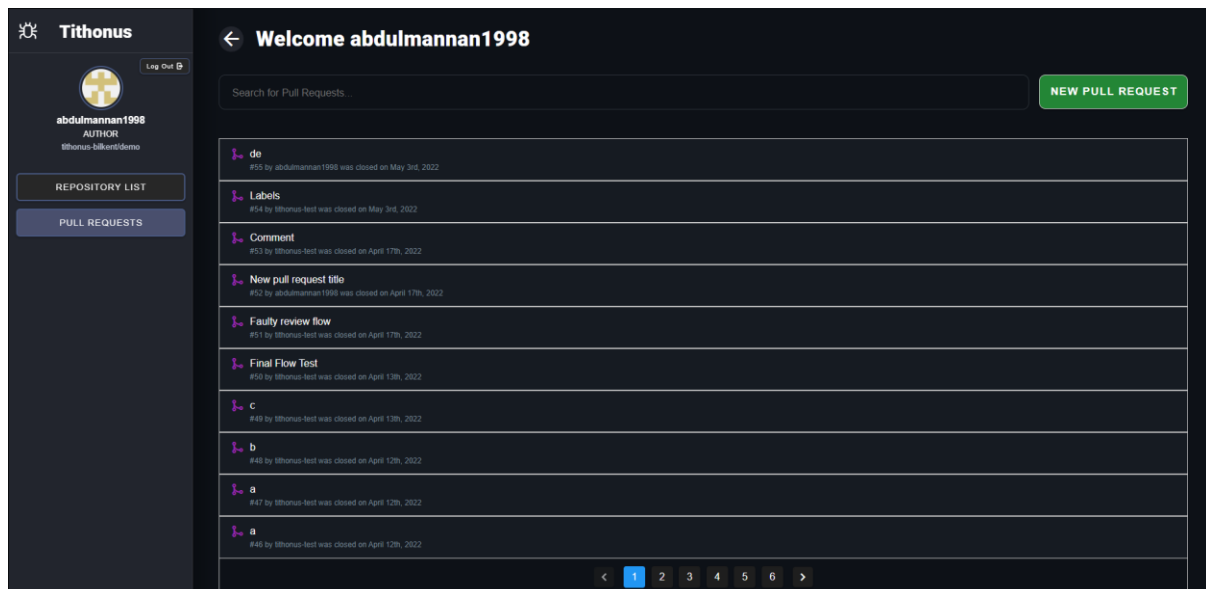 Tithonus
Log Out
abdulmannan1998
AUTHOR
tithonus-bilkent/demo
REPOSITORY LIST
PULL REQUESTS
Welcome abdulmannan1998
Search for Pull Requests...
NEW PULL REQUEST
de
#55 by abdulmannan1998 was closed on May 3rd, 2022
Labels
#54 by tithonus-test was closed on May 3rd, 2022
Comment
#53 by tithonus-test was closed on April 17th, 2022
New pull request title
#52 by abdulmannan1998 was closed on April 17th, 2022
Faulty review flow
#51 by tithonus-test was closed on April 17th, 2022
Final Flow Test
#50 by tithonus-test was closed on April 13th, 2022
c
#49 by tithonus-test was closed on April 13th, 2022
b
#48 by tithonus-test was closed on April 12th, 2022
a
#47 by tithonus-test was closed on April 12th, 2022
a
#46 by tithonus-test was closed on April 12th, 2022
< 1 2 3 4 5 6 >